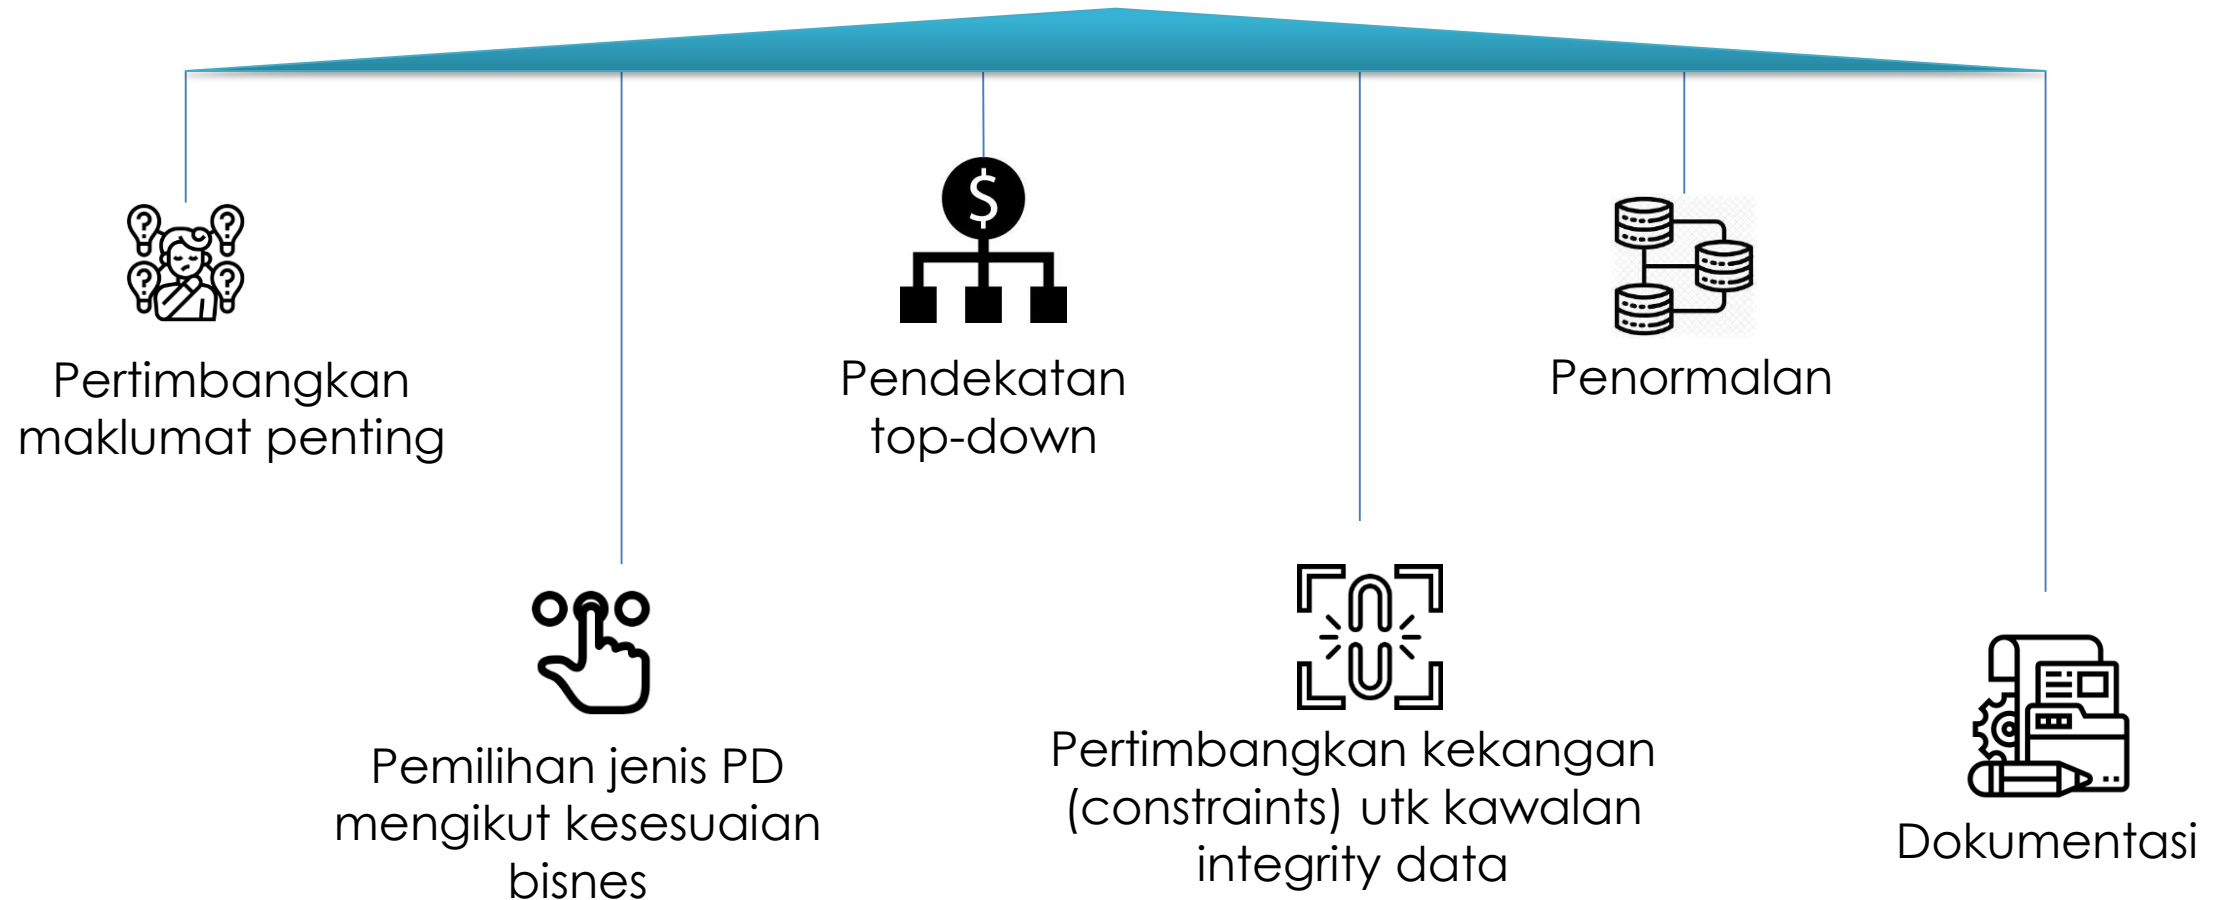 Pertimbangkan
maklumat penting
Pemilihan jenis PD
mengikut kesesuaian
bisnes
Pendekatan
top-down
Pertimbangkan kekangan
(constraints) utk kawalan
integrity data
Penormalan
Dokumentasi